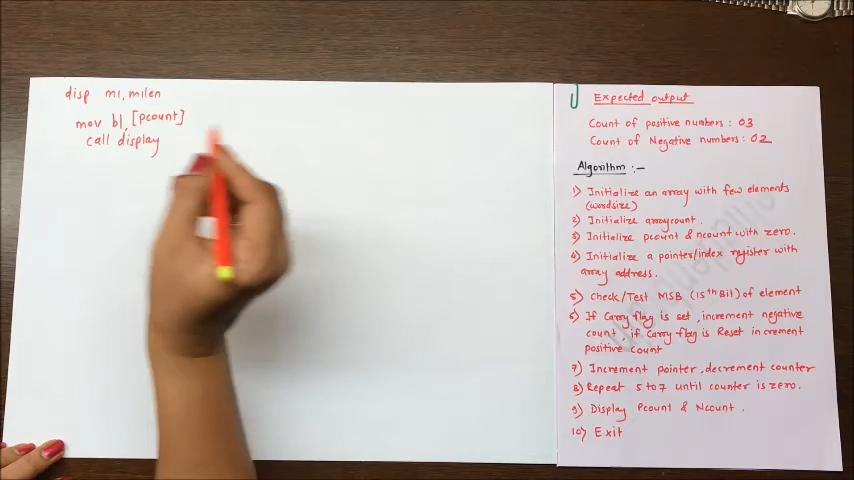 disp m1, m1len
mov bl, [pcount]
call display
Expected output
Count of positive numbers : 03
Count of Negative numbers : 02
Algorithm :-
1) Initialize an array with few elements
(wordsize)
2) Initialize arraycount.
3) Initialize pcount & ncount with zero.
4) Initialize a pointer/index register with
array address.
5) Check/Test MSB (15th Bit) of element
6) If Carry flag is set, increment negative
count. if Carry flag is Reset increment
positive count
7) Increment pointer, decrement counter
8) Repeat 5 to 7 until counter is zero.
9) Display Pcount & Ncount.
10) Exit